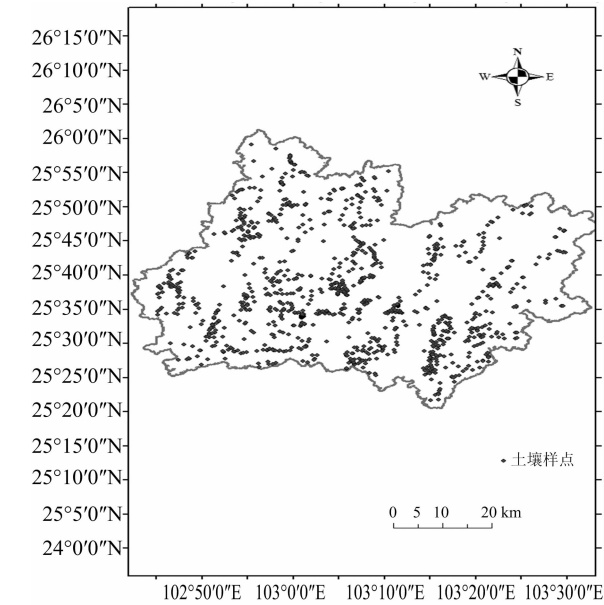 26°15′0″N
N
26°10′0″N
W E
26°5′0″N
S
26°0′0″N
25°55′0″N
25°50′0″N
25°45′0″N
25°40′0″N
25°35′0″N
25°30′0″N
25°25′0″N
25°20′0″N
25°15′0″N
土壤样点
25°10′0″N
0 5 10 20 km
25°5′0″N
24°0′0″N
102°50′0″E 103°0′0″E 103°10′0″E 103°20′0″E 103°30′0″E